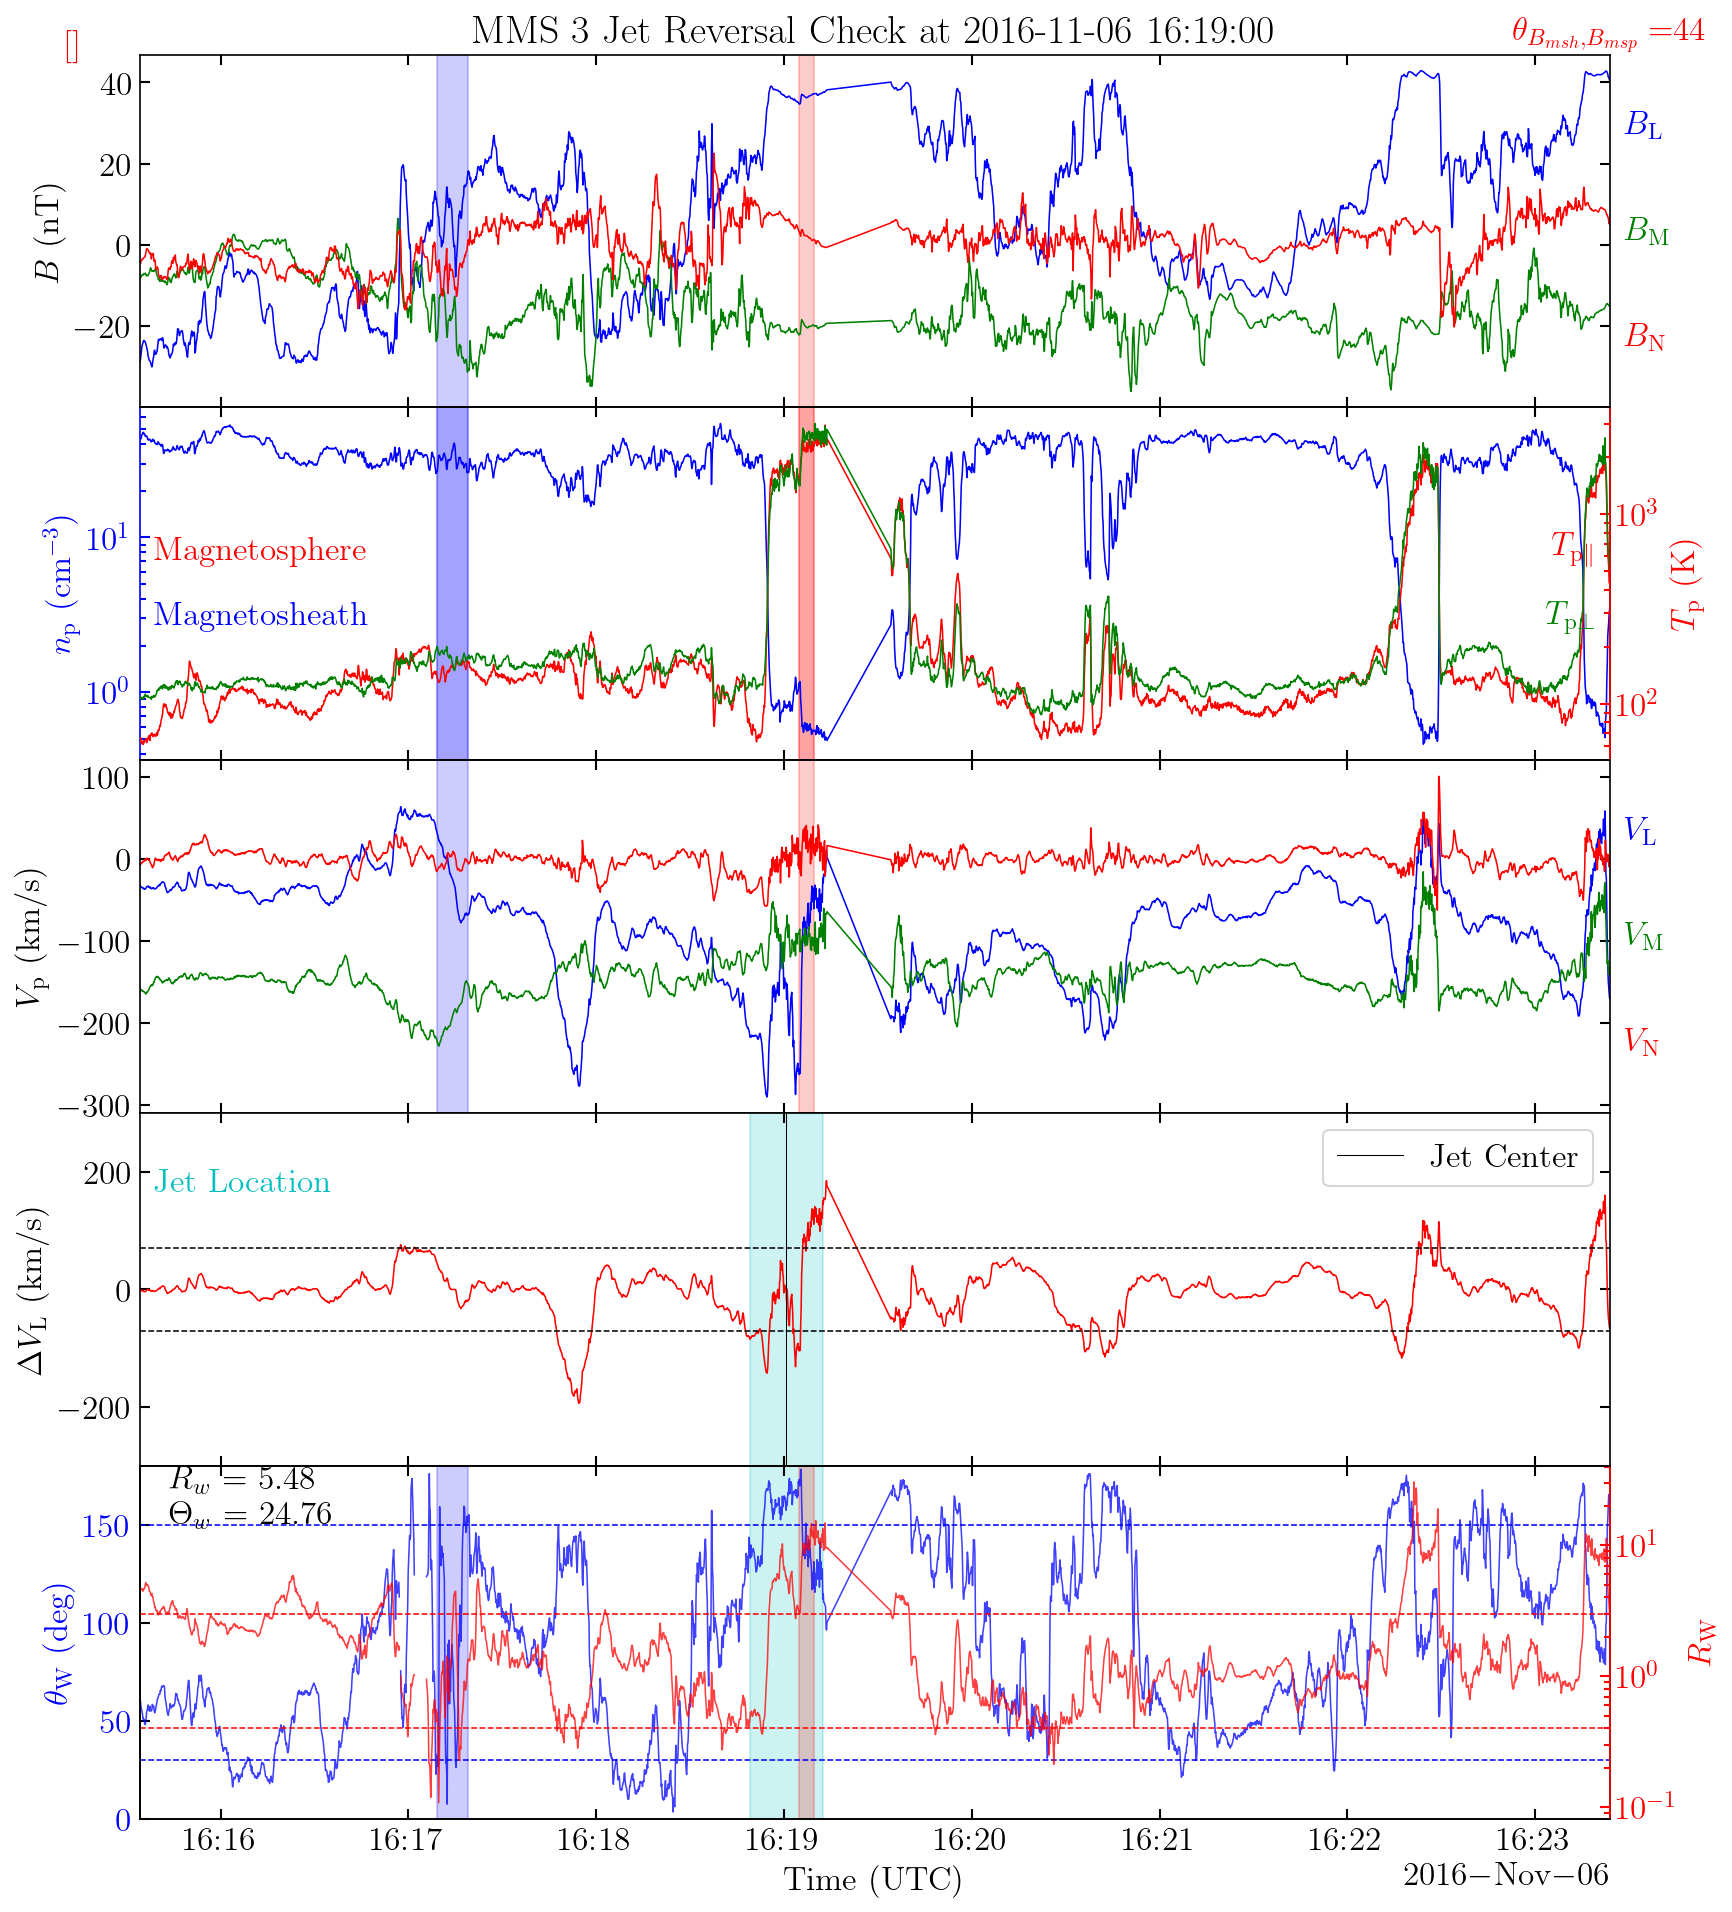 MMS 3 Jet Reversal Check at 2016-11-06 16:19:00
θ_{B_{msh},B_{msp}} =44
B (nT)
40
20
0
−20
B_L
B_M
B_N
n_p (cm^{−3})
10^1
10^0
Magnetosphere
Magnetosheath
T_{p∥}
T_{p⊥}
10^3
10^2
T_p (K)
V_p (km/s)
100
0
−100
−200
−300
V_L
V_M
V_N
ΔV_L (km/s)
200
0
−200
Jet Location
Jet Center
R_w = 5.48
Θ_w = 24.76
θ_W (deg)
150
100
50
0
10^1
10^0
10^{−1}
R_W
16:16 16:17 16:18 16:19 16:20 16:21 16:22 16:23
Time (UTC)
2016−Nov−06